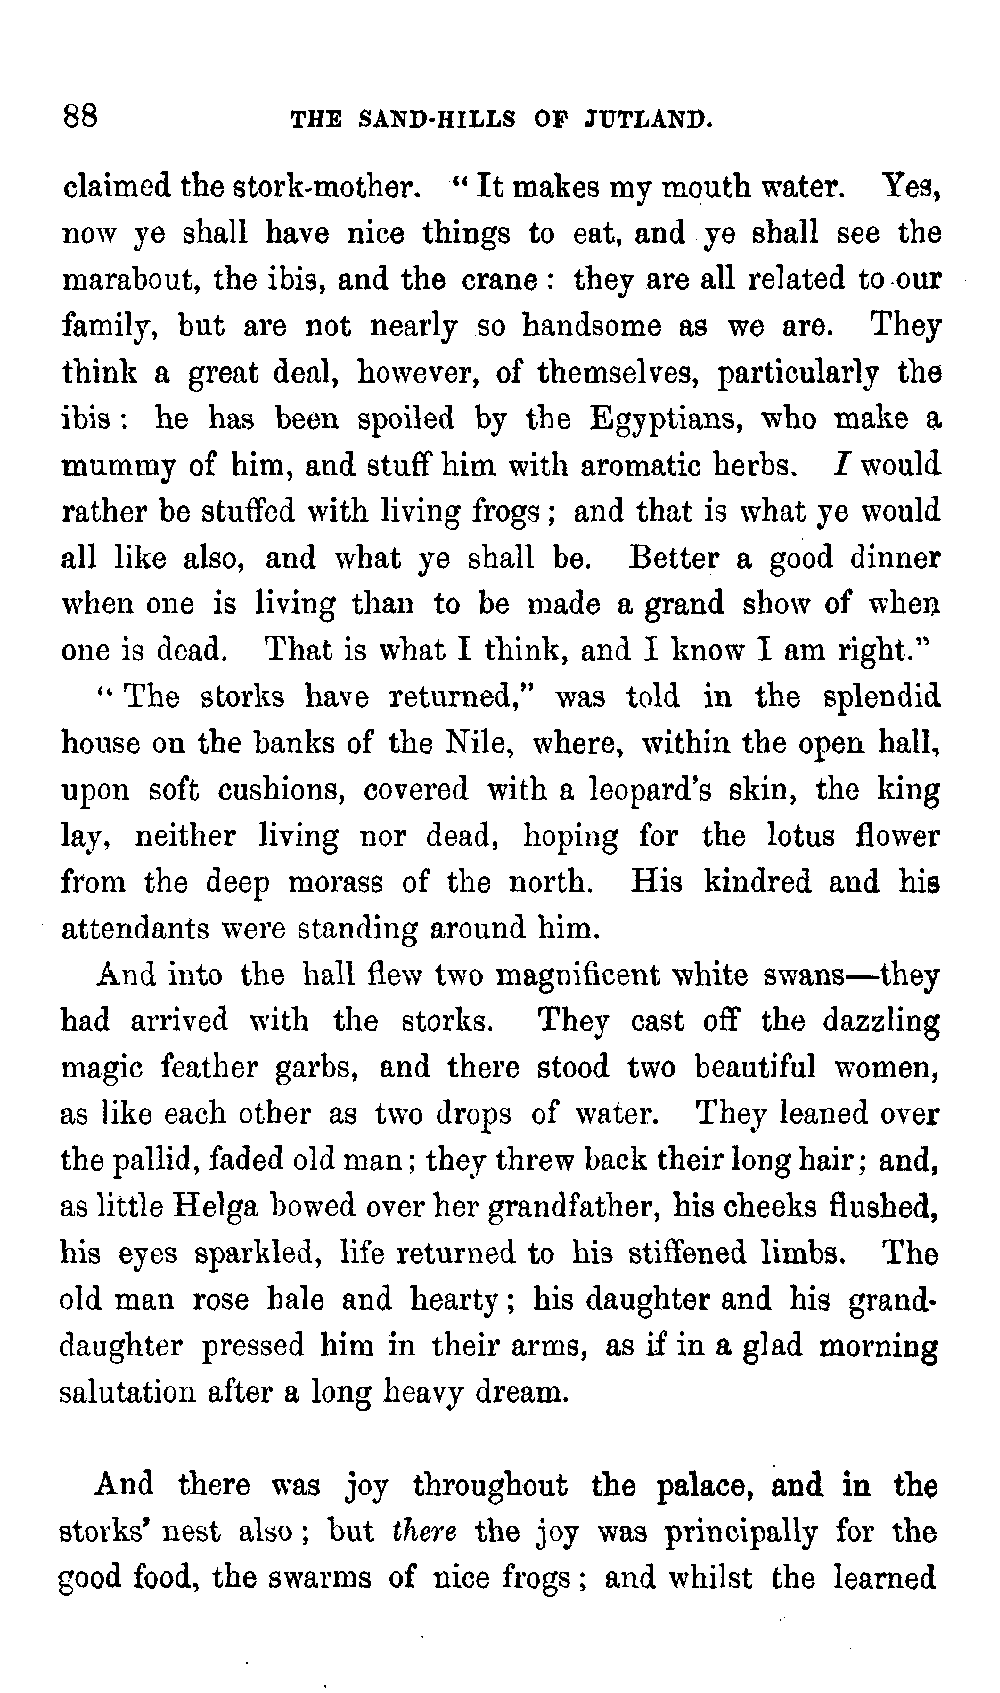 88 THE SAND-HILLS OF JUTLAND.
claimed the stork-mother. “It makes my mouth water. Yes,
now ye shall have nice things to eat, and ye shall see the
marabout, the ibis, and the crane: they are all related to our
family, but are not nearly so handsome as we are. They
think a great deal, however, of themselves, particularly the
ibis: he has been spoiled by the Egyptians, who make a
mummy of him, and stuff him with aromatic herbs. I would
rather be stuffed with living frogs; and that is what ye would
all like also, and what ye shall be. Better a good dinner
when one is living than to be made a grand show of when
one is dead. That is what I think, and I know I am right.”
“The storks have returned,” was told in the splendid
house on the banks of the Nile, where, within the open hall,
upon soft cushions, covered with a leopard's skin, the king
lay, neither living nor dead, hoping for the lotus flower
from the deep morass of the north. His kindred and his
attendants were standing around him.
And into the hall flew two magnificent white swans—they
had arrived with the storks. They cast off the dazzling
magic feather garbs, and there stood two beautiful women,
as like each other as two drops of water. They leaned over
the pallid, faded old man; they threw back their long hair; and,
as little Helga bowed over her grandfather, his cheeks flushed,
his eyes sparkled, life returned to his stiffened limbs. The
old man rose hale and hearty; his daughter and his grand-
daughter pressed him in their arms, as if in a glad morning
salutation after a long heavy dream.
And there was joy throughout the palace, and in the
storks' nest also; but there the joy was principally for the
good food, the swarms of nice frogs; and whilst the learned